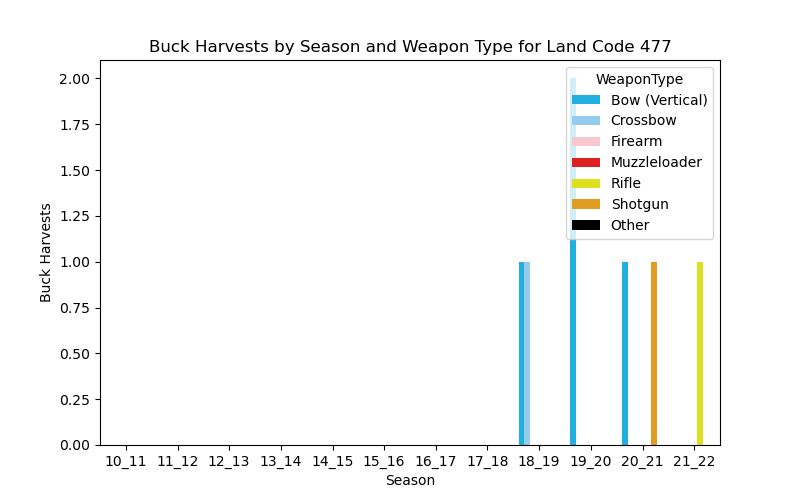 Buck Harvests by Season and Weapon Type for Land Code 477
2.00
1.75
1.50
1.25
1.00
0.75
0.50
0.25
0.00
Buck Harvests
WeaponType
Bow (Vertical)
Crossbow
Firearm
Muzzleloader
Rifle
Shotgun
Other
10_11 11_12 12_13 13_14 14_15 15_16 16_17 17_18 18_19 19_20 20_21 21_22
Season